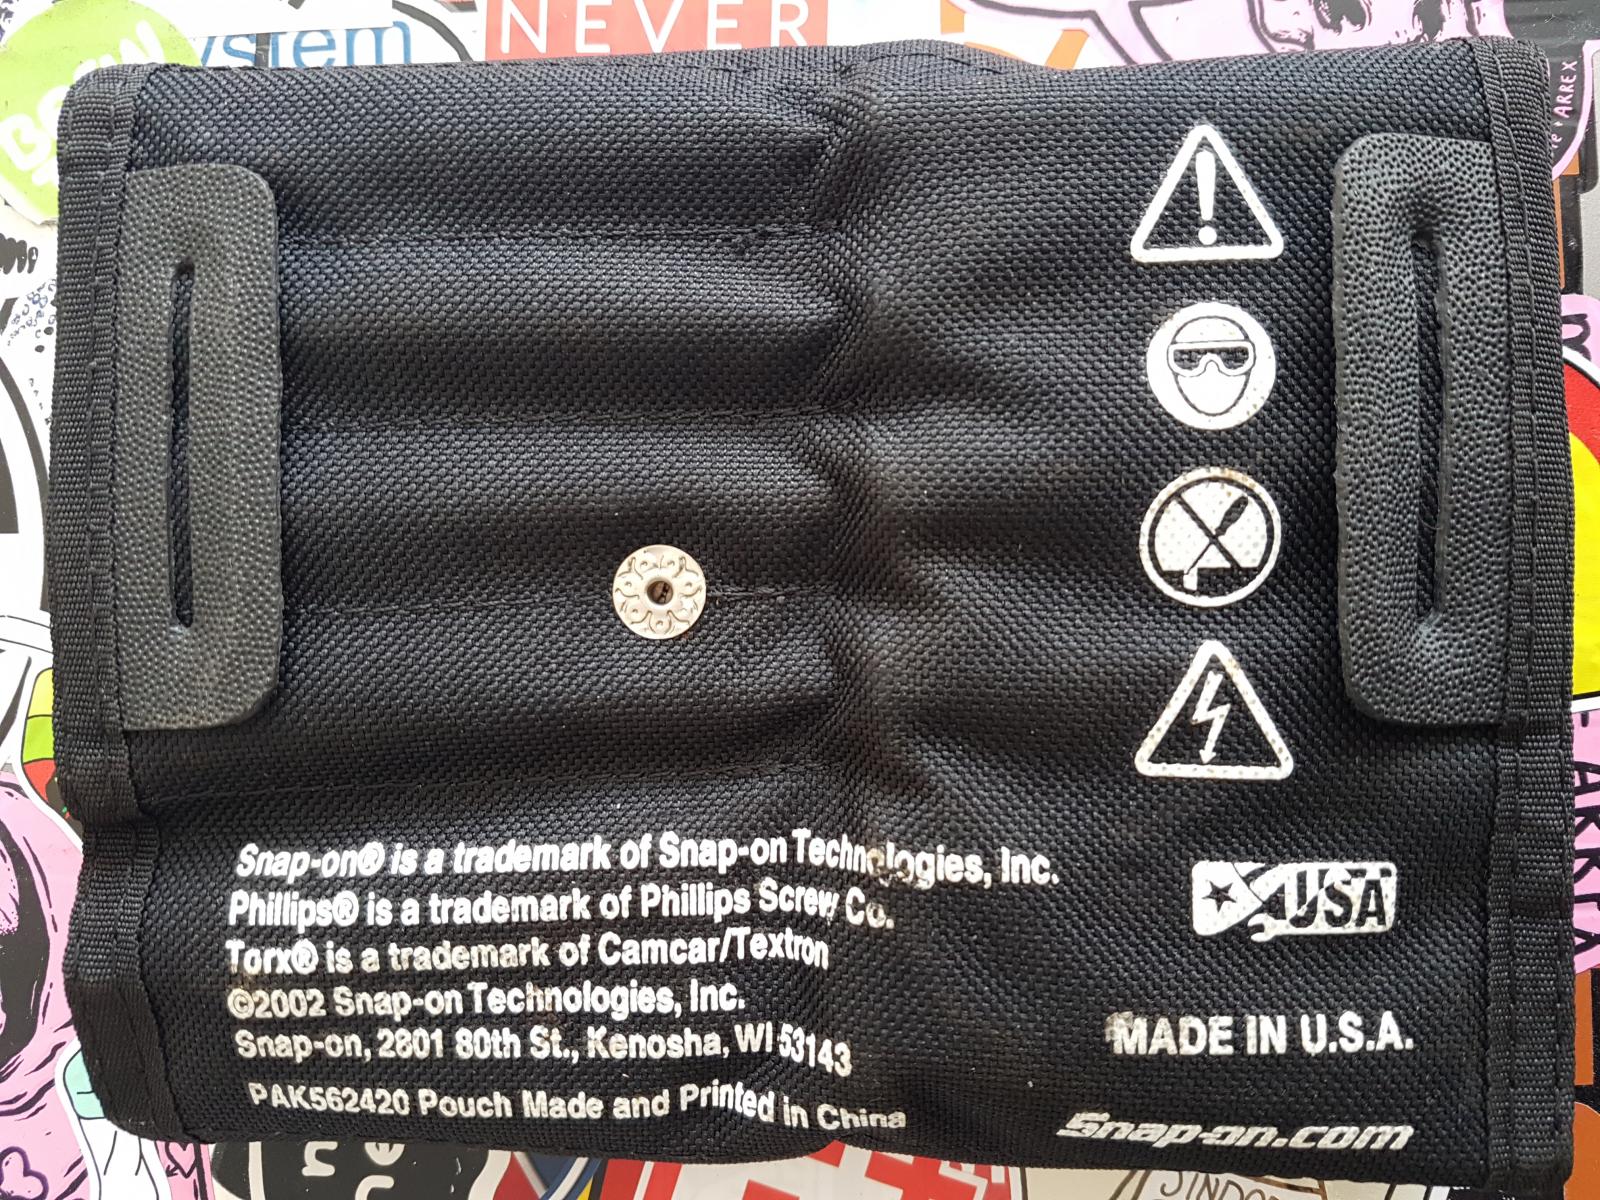 ystem
NEVER
ARREX
Snap-on® is a trademark of Snap-on Technologies, Inc.
Phillips® is a trademark of Phillips Screw Co.
Torx® is a trademark of Camcar/Textron
©2002 Snap-on Technologies, Inc.
Snap-on, 2801 80th St., Kenosha, WI 53143
PAK562420 Pouch Made and Printed in China
USA
MADE IN U.S.A.
Snap-on.com